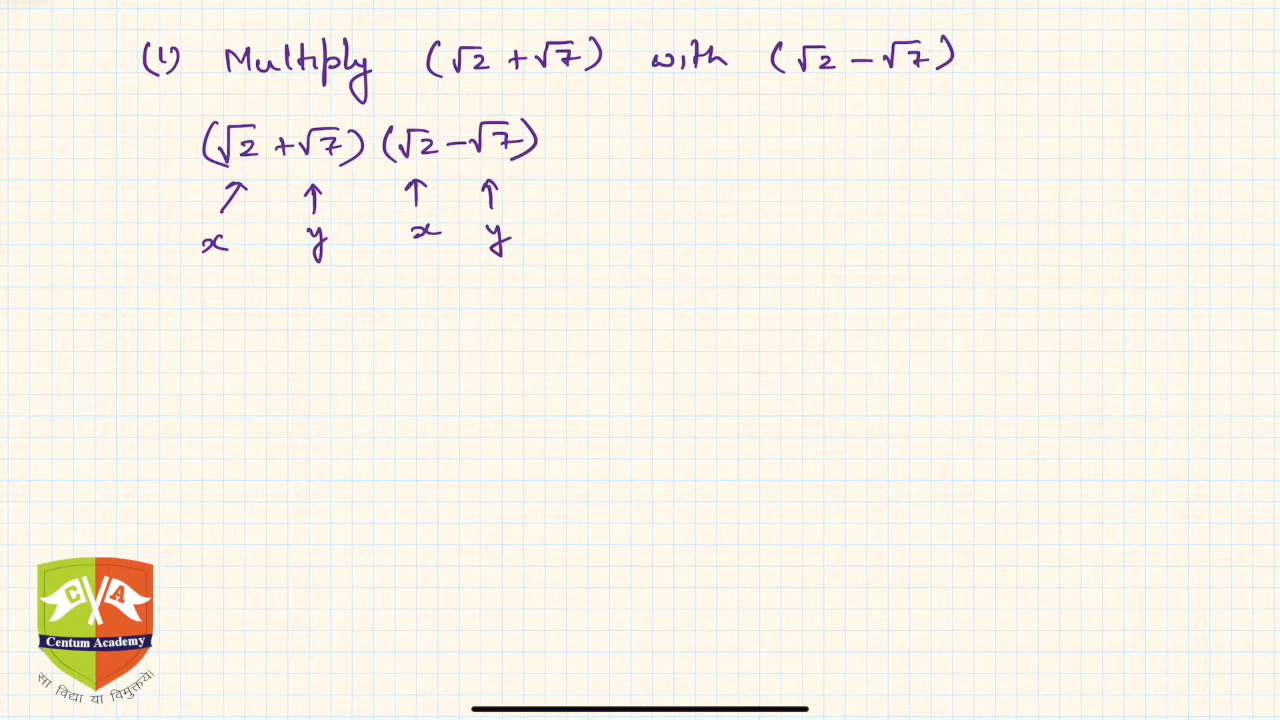 (1) Multiply (√2 + √7) with (√2 − √7)
(√2 + √7) (√2 − √7)
↗ ↑ ↑ ↑
x y x y
C A
Centum Academy
सा विद्या या विमुक्तये।